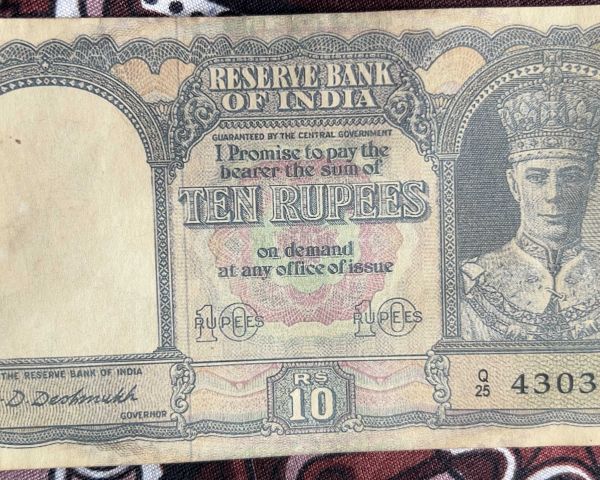 RESERVE BANK
OF INDIA
GUARANTEED BY THE CENTRAL GOVERNMENT
I Promise to pay the
bearer the sum of
TEN RUPEES
on demand
at any office of issue
10 RUPEES
10 RUPEES
THE RESERVE BANK OF INDIA
D. Deshmukh
GOVERNOR
RS
10
Q
25 4303